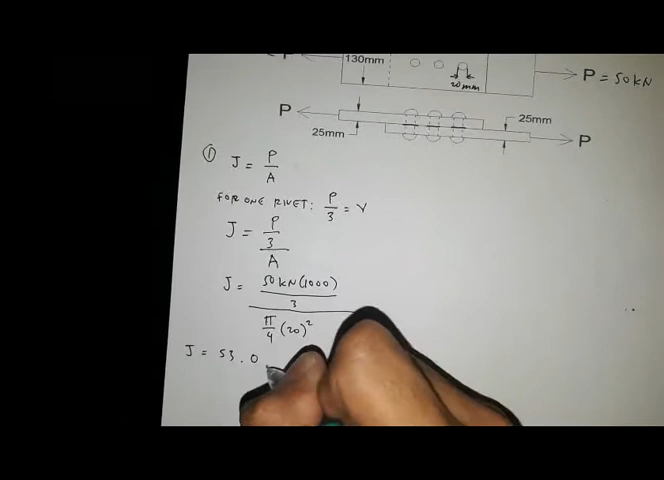 P
130mm
20mm
P = 50KN
P
25mm
25mm
P
① J = P/A
FOR ONE RIVET: P/3 = V
J = P/3/A
J = 50KN(1000)/3/π/4 (20)²
J = 53.0